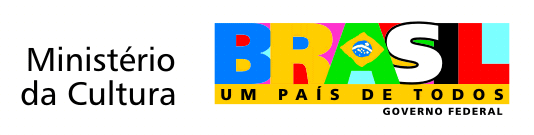 Ministério
da Cultura
BRASIL
UM PAÍS DE TODOS
GOVERNO FEDERAL